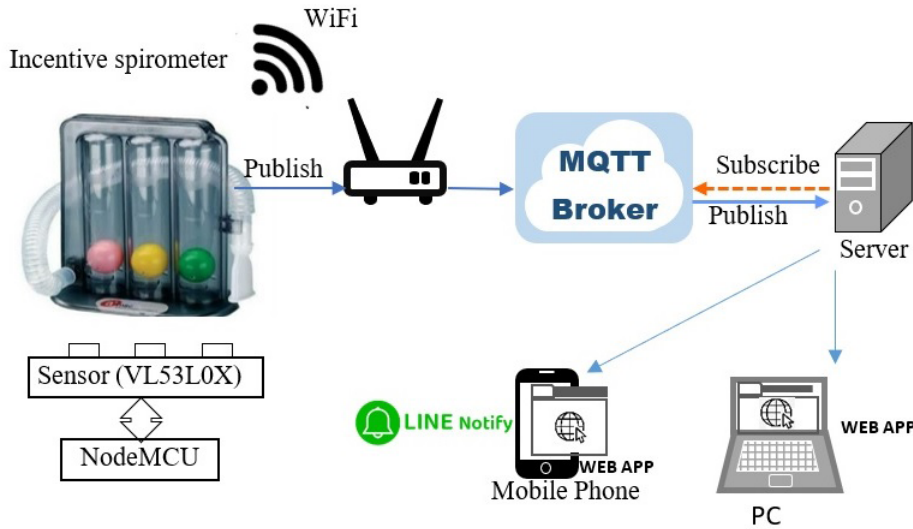 WiFi
Incentive spirometer
Publish
MQTT
Broker
Subscribe
Publish
Server
Sensor (VL53L0X)
NodeMCU
LINE Notify
WEB APP
Mobile Phone
WEB APP
PC